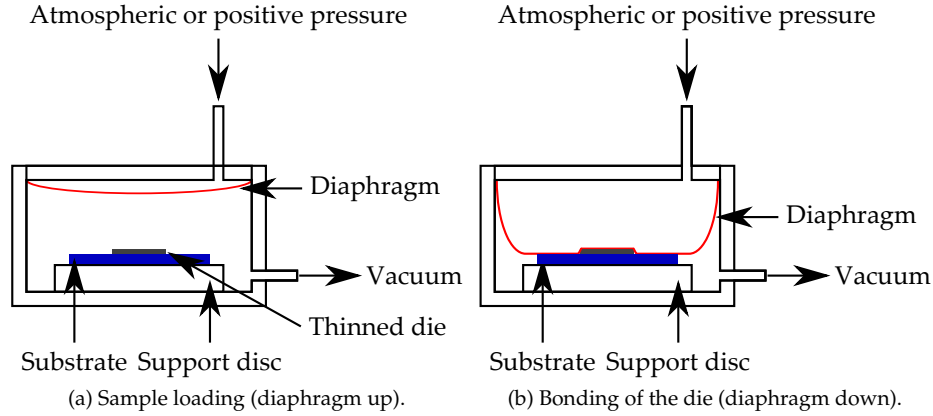 Atmospheric or positive pressure
Diaphragm
Vacuum
Thinned die
Substrate Support disc
(a) Sample loading (diaphragm up).
Atmospheric or positive pressure
Diaphragm
Vacuum
Substrate Support disc
(b) Bonding of the die (diaphragm down).